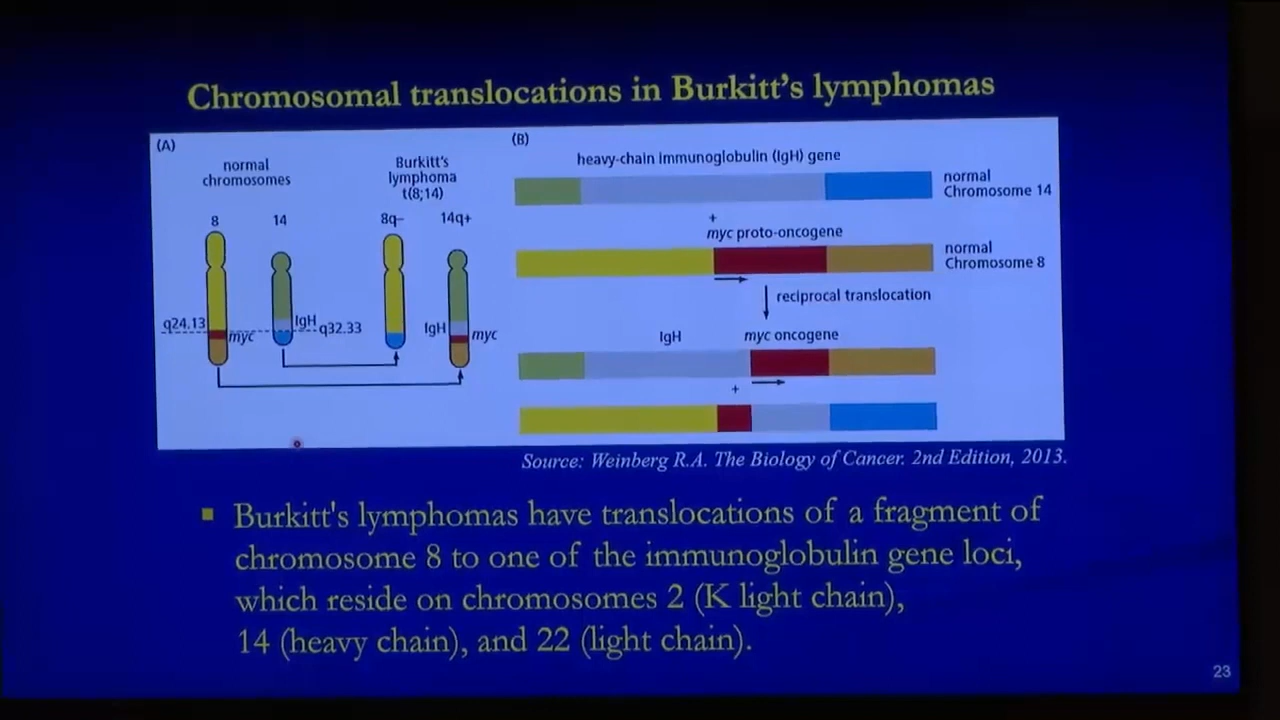 Chromosomal translocations in Burkitt's lymphomas
(A)
normal
chromosomes
Burkitt's
lymphoma
t(8;14)
8
14
8q–
14q+
q24.13
myc
IgH
q32.33
IgH
myc
(B)
heavy-chain immunoglobulin (IgH) gene
normal
Chromosome 14
+
myc proto-oncogene
normal
Chromosome 8
reciprocal translocation
IgH
myc oncogene
+
Source: Weinberg R.A. The Biology of Cancer. 2nd Edition, 2013.
▪ Burkitt's lymphomas have translocations of a fragment of
chromosome 8 to one of the immunoglobulin gene loci,
which reside on chromosomes 2 (K light chain),
14 (heavy chain), and 22 (light chain).
23